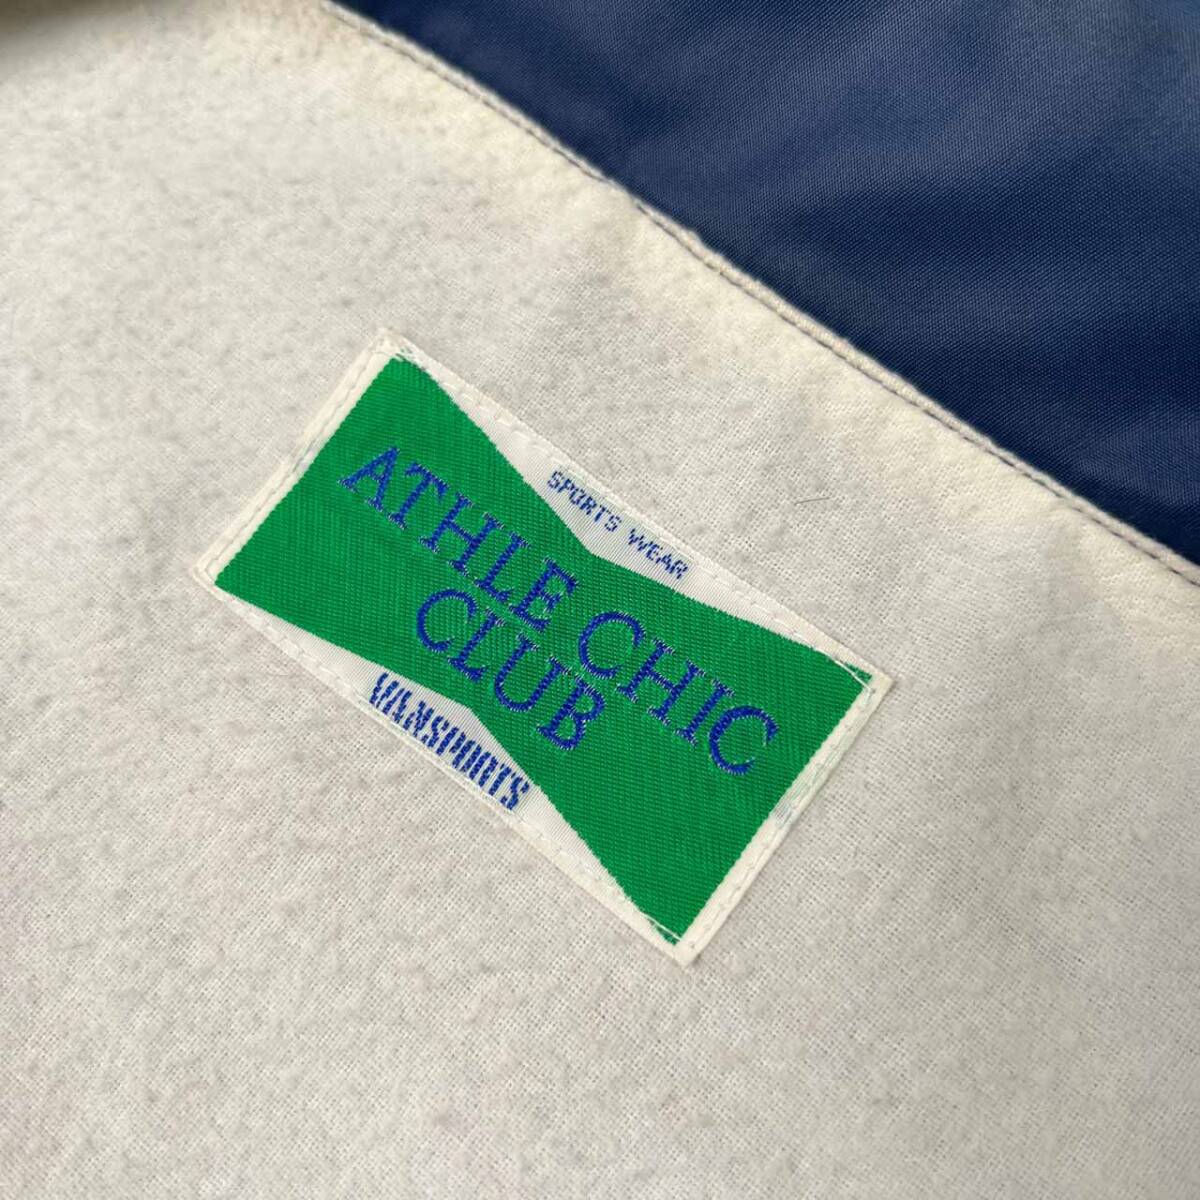 SPORTS WEAR
ATHLE CHIC
CLUB
VANSPORTS